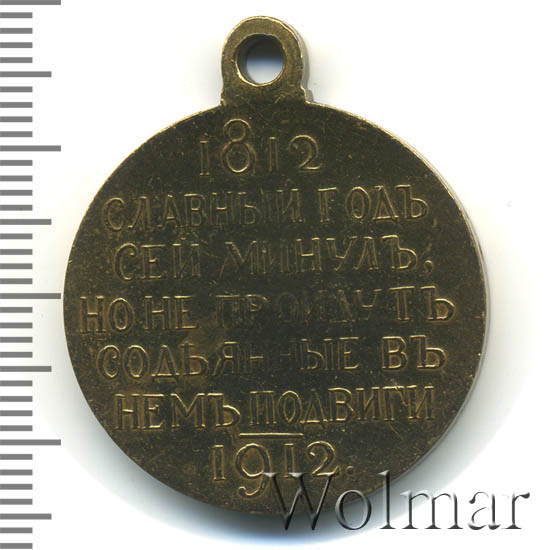 1812
СЛАВНЫЙ ГОДЪ
СЕЙ МИНУЛЪ,
НО НЕ ПРОЙДУТЪ
СОДѢЯННЫЕ ВЪ
НЕМЪ ПОДВИГИ
1912.
Wolmar